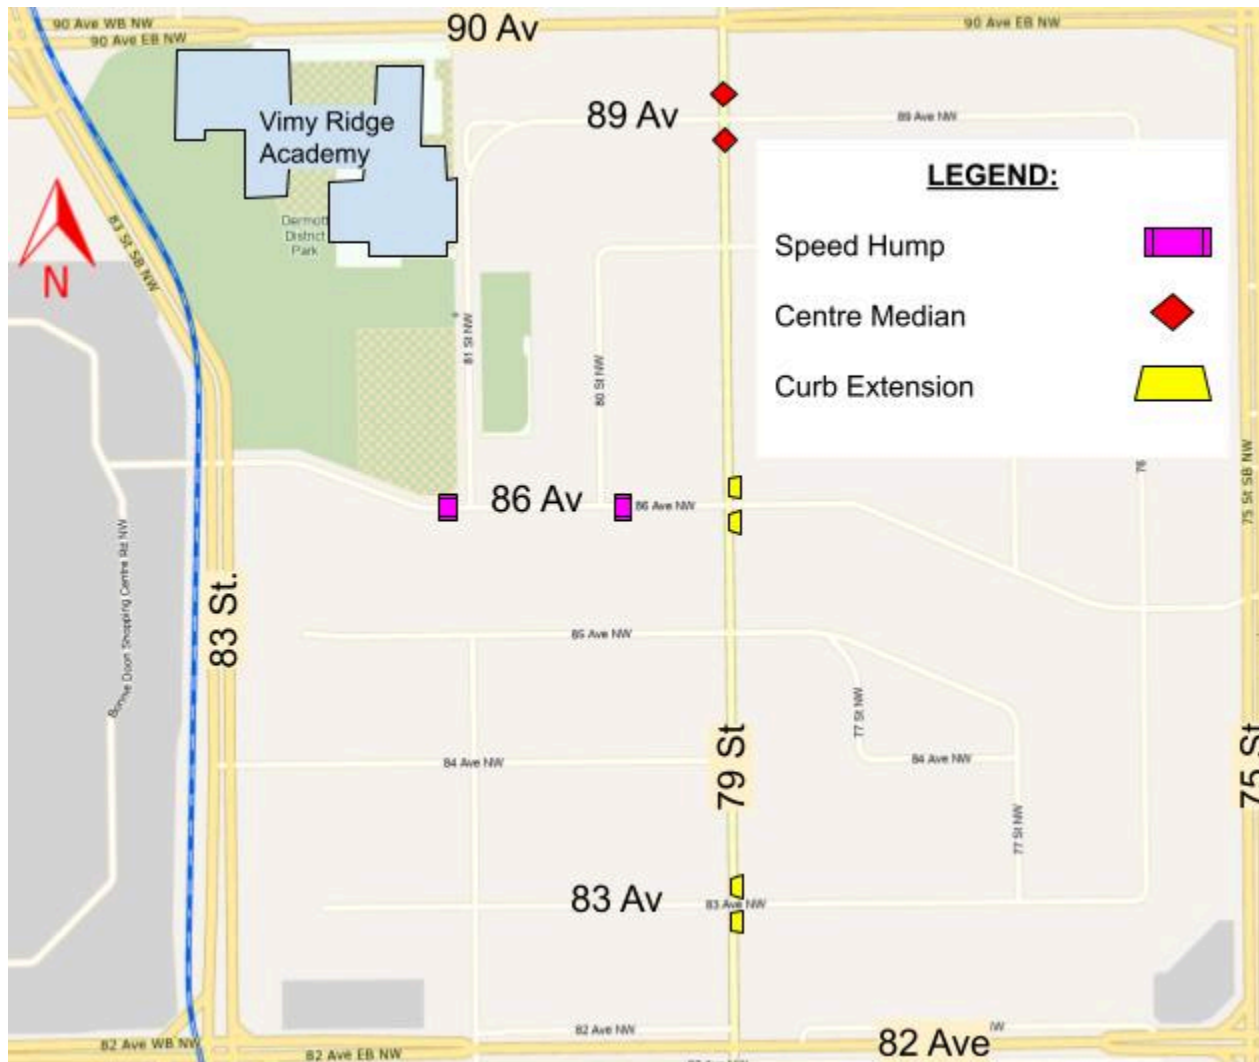 90 Ave WB NW
90 Av
90 Ave EB NW
90 Ave EB NW
89 Av
89 Ave NW
Vimy Ridge
Academy
LEGEND:
Speed Hump
Centre Median
Curb Extension
Dermott
District
Park
83 St SB NW
N
81 St NW
80 St NW
76
75 St SB NW
86 Av
86 Ave NW
Bonnie Doon Shopping Centre Rd NW
83 St.
85 Ave NW
77 St NW
79 St
75 St
84 Ave NW
84 Ave NW
77 St NW
83 Av
83 Ave NW
82 Ave NW
82 Ave
82 Ave WB NW
82 Ave EB NW